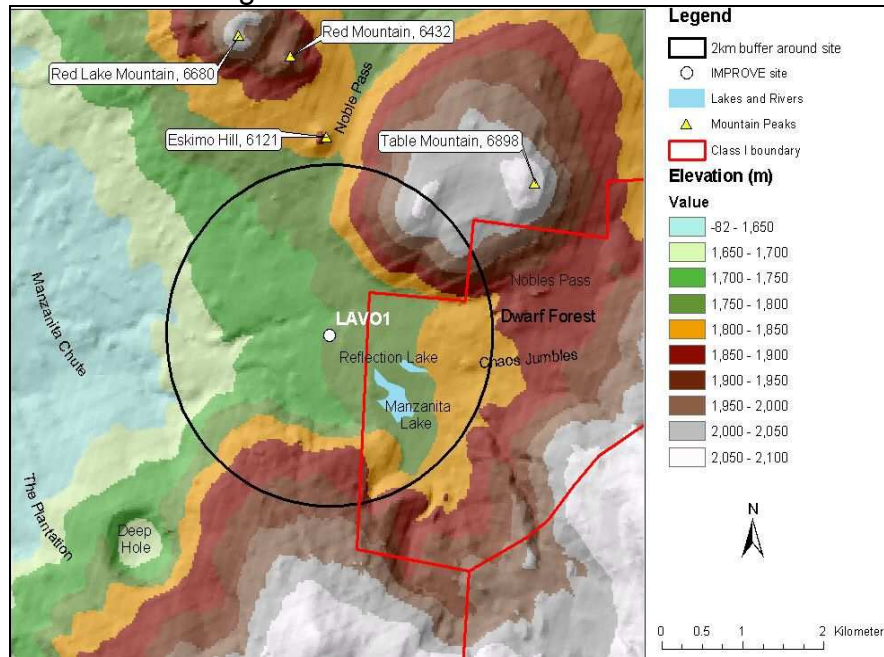 Red Mountain, 6432
Red Lake Mountain, 6680
Noble Pass
Eskimo Hill, 6121
Table Mountain, 6898
Manzanita Chute
Nobles Pass
LAVO1
Dwarf Forest
Reflection Lake
Chaos Jumbles
Manzanita
Lake
The Plantation
Deep
Hole
Legend
2km buffer around site
IMPROVE site
Lakes and Rivers
Mountain Peaks
Class I boundary
Elevation (m)
Value
-82 - 1,650
1,650 - 1,700
1,700 - 1,750
1,750 - 1,800
1,800 - 1,850
1,850 - 1,900
1,900 - 1,950
1,950 - 2,000
2,000 - 2,050
2,050 - 2,100
N
0 0.5 1 2 Kilometer